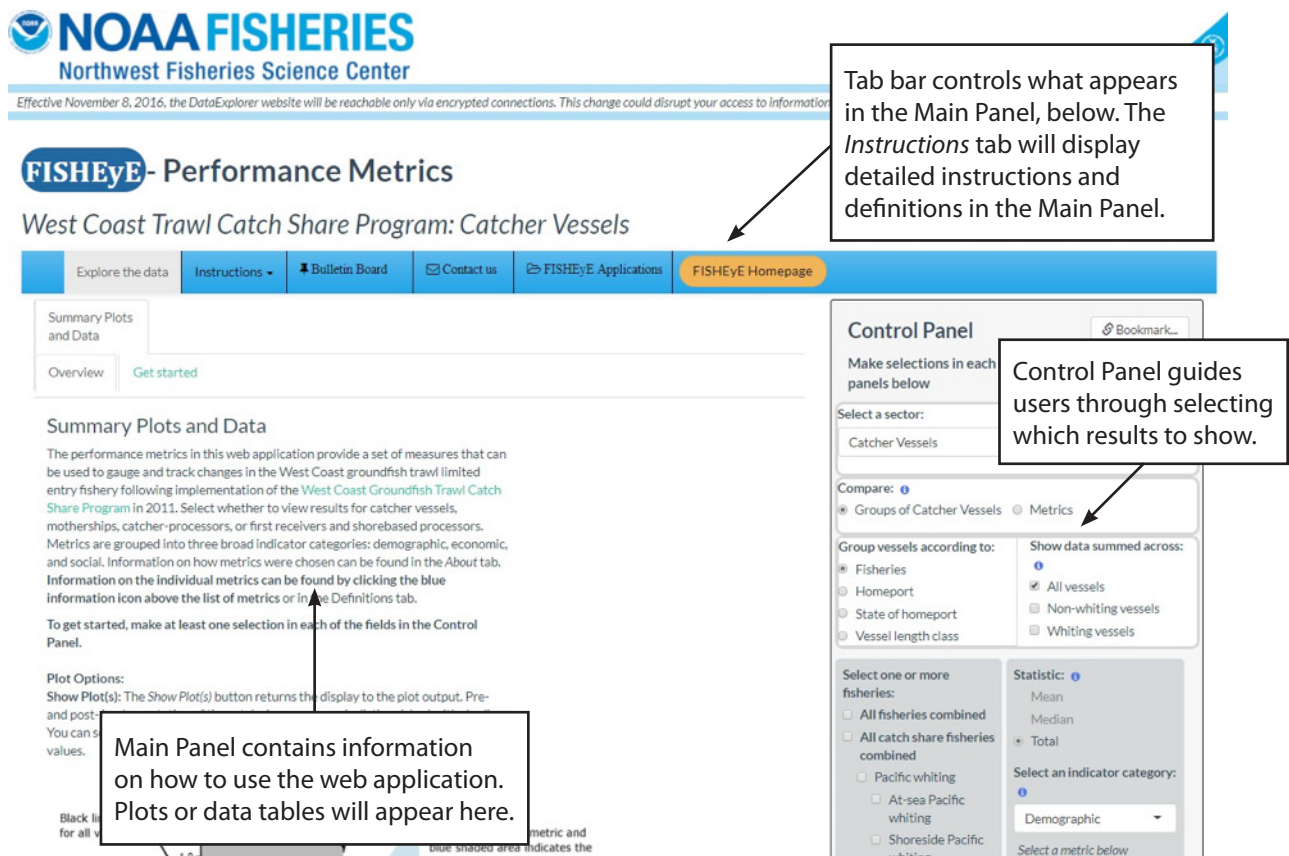 NOAA FISHERIES
Northwest Fisheries Science Center
Effective November 8, 2016, the DataExplorer website will be reachable only via encrypted connections. This change could disrupt your access to information
Tab bar controls what appears
in the Main Panel, below. The
Instructions tab will display
detailed instructions and
definitions in the Main Panel.
FISHEyE - Performance Metrics
West Coast Trawl Catch Share Program: Catcher Vessels
Explore the data Instructions Bulletin Board Contact us FISHEyE Applications FISHEyE Homepage
Summary Plots
and Data
Overview Get started
Summary Plots and Data
The performance metrics in this web application provide a set of measures that can
be used to gauge and track changes in the West Coast groundfish trawl limited
entry fishery following implementation of the West Coast Groundfish Trawl Catch
Share Program in 2011. Select whether to view results for catcher vessels,
motherships, catcher-processors, or first receivers and shorebased processors.
Metrics are grouped into three broad indicator categories: demographic, economic,
and social. Information on how metrics were chosen can be found in the About tab.
Information on the individual metrics can be found by clicking the blue
information icon above the list of metrics or in the Definitions tab.
To get started, make at least one selection in each of the fields in the Control
Panel.
Plot Options:
Show Plot(s): The Show Plot(s) button returns the display to the plot output. Pre-
and post-
You can s
values.
Main Panel contains information
on how to use the web application.
Plots or data tables will appear here.
Black li
for all v
metric and
blue shaded area indicates the
Control Panel
Bookmark...
Make selections in each
panels below
Control Panel guides
users through selecting
which results to show.
Select a sector:
Catcher Vessels
Compare:
Groups of Catcher Vessels Metrics
Group vessels according to:
Fisheries
Homeport
State of homeport
Vessel length class
Show data summed across:
All vessels
Non-whiting vessels
Whiting vessels
Select one or more
fisheries:
All fisheries combined
All catch share fisheries
combined
Pacific whiting
At-sea Pacific
whiting
Shoreside Pacific
whiting
Statistic:
Mean
Median
Total
Select an indicator category:
Demographic
Select a metric below